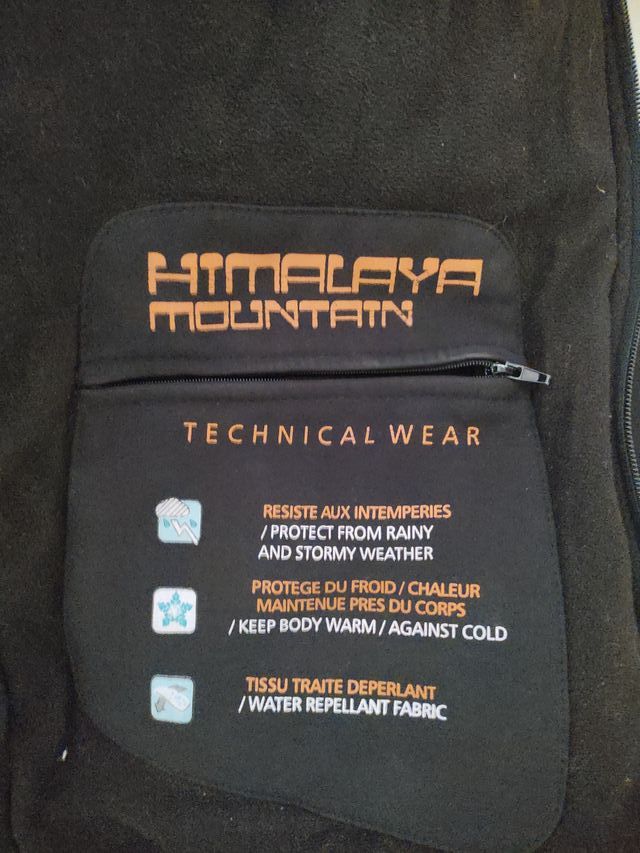 HIMALAYA
MOUNTAIN
TECHNICAL WEAR
RESISTE AUX INTEMPERIES
/ PROTECT FROM RAINY
AND STORMY WEATHER
PROTEGE DU FROID / CHALEUR
MAINTENUE PRES DU CORPS
/ KEEP BODY WARM / AGAINST COLD
TISSU TRAITE DEPERLANT
/ WATER REPELLANT FABRIC